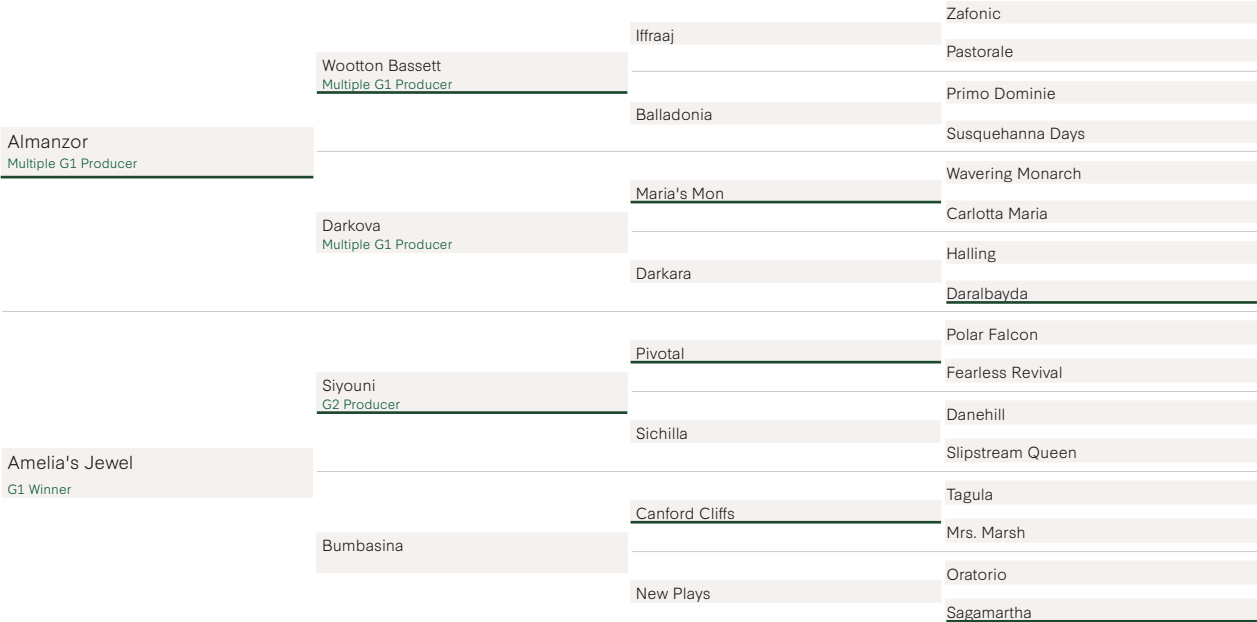 Almanzor
Multiple G1 Producer
Amelia's Jewel
G1 Winner
Wootton Bassett
Multiple G1 Producer
Darkova
Multiple G1 Producer
Siyouni
G2 Producer
Bumbasina
Iffraaj
Balladonia
Maria's Mon
Darkara
Pivotal
Sichilla
Canford Cliffs
New Plays
Zafonic
Pastorale
Primo Dominie
Susquehanna Days
Wavering Monarch
Carlotta Maria
Halling
Daralbayda
Polar Falcon
Fearless Revival
Danehill
Slipstream Queen
Tagula
Mrs. Marsh
Oratorio
Sagamartha